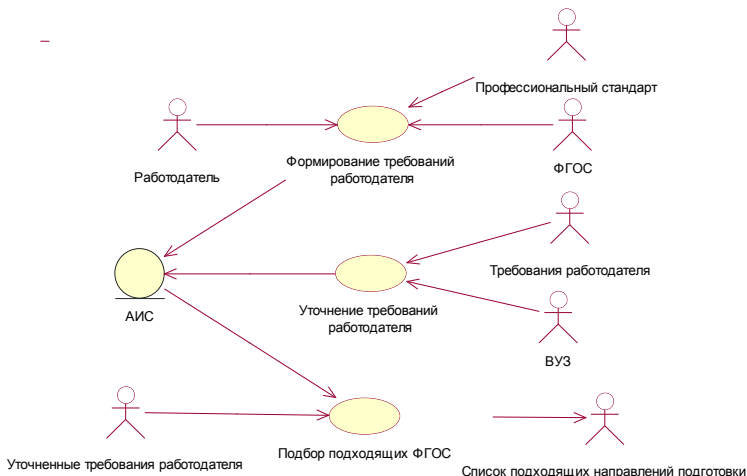 Профессиональный стандарт
Работодатель
Формирование требований
работодателя
ФГОС
Требования работодателя
АИС
Уточнение требований
работодателя
ВУЗ
Уточненные требования работодателя
Подбор подходящих ФГОС
Список подходящих направлений подготовки